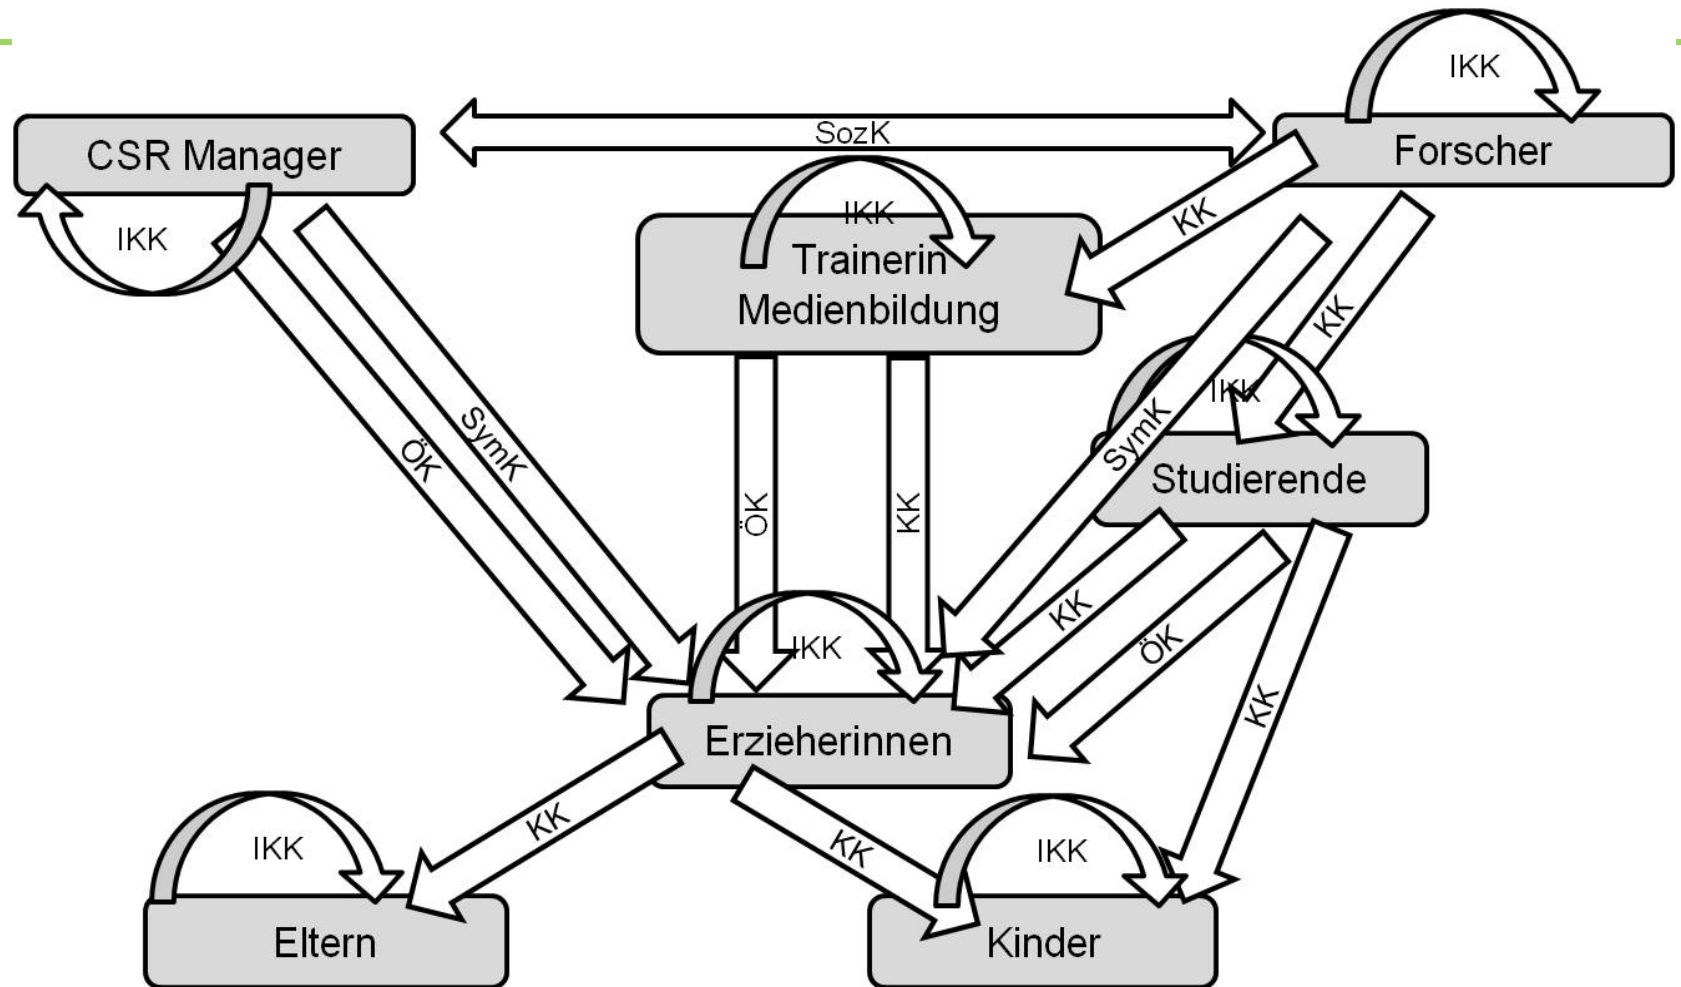 IKK
SozK
CSR Manager
Forscher
IKK
KK
IKK
Trainerin
Medienbildung
KK
IKK
SymK
SymK
ÖK
Studierende
ÖK
KK
KK
ÖK
IKK
KK
Erzieherinnen
KK
KK
IKK
IKK
Eltern
Kinder